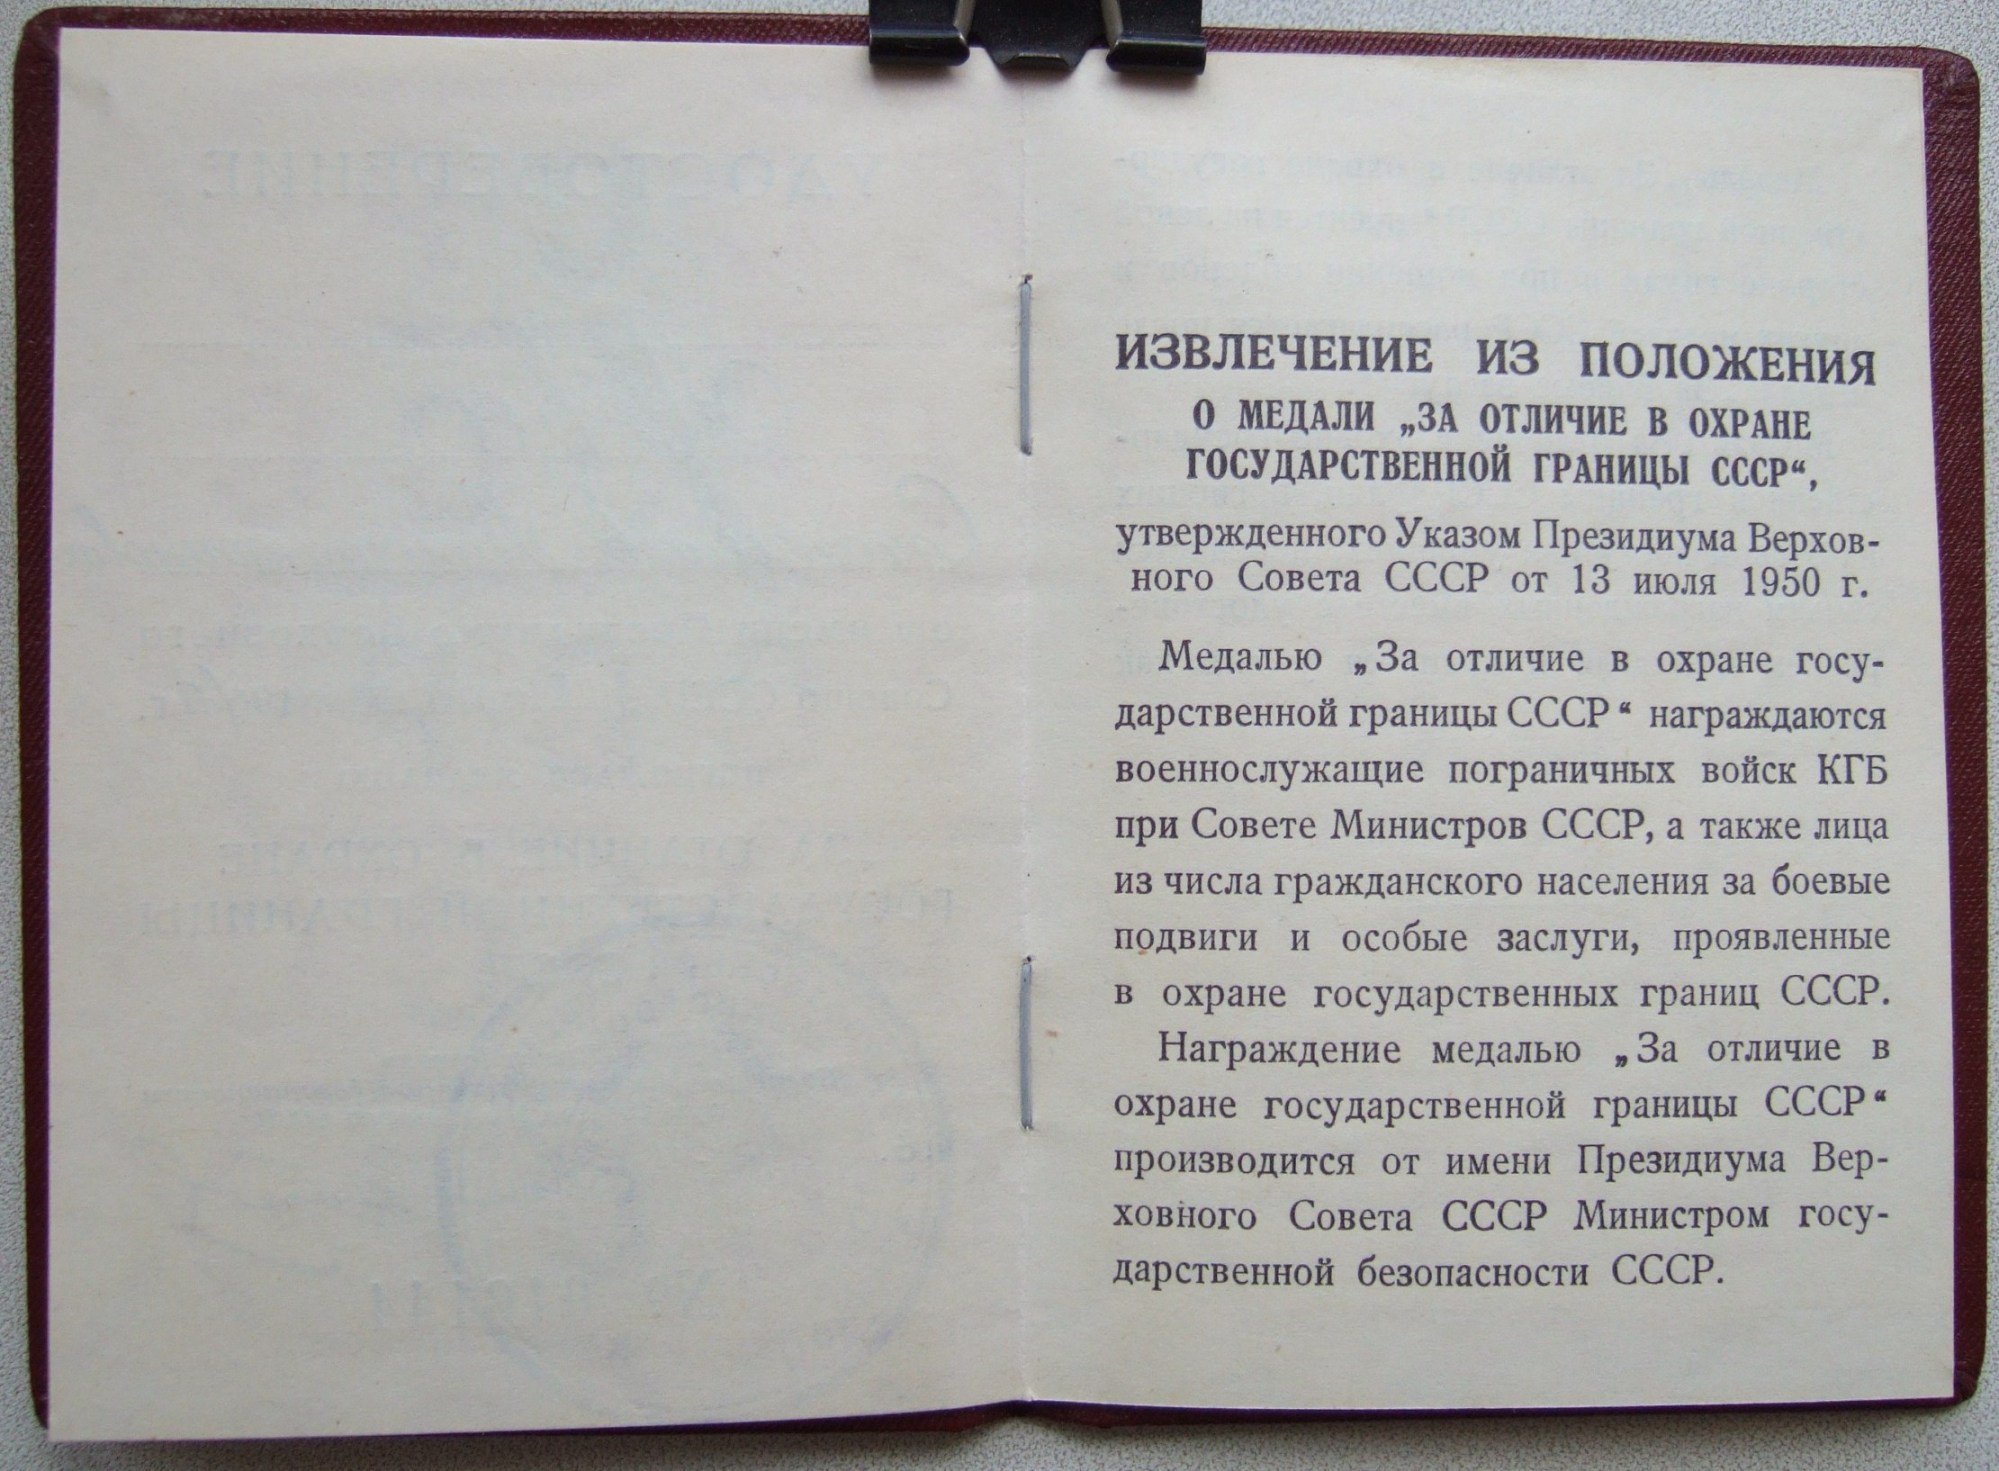 ИЗВЛЕЧЕНИЕ ИЗ ПОЛОЖЕНИЯ
О МЕДАЛИ „ЗА ОТЛИЧИЕ В ОХРАНЕ
ГОСУДАРСТВЕННОЙ ГРАНИЦЫ СССР“,
утвержденного Указом Президиума Верхов-
ного Совета СССР от 13 июля 1950 г.
Медалью „За отличие в охране госу-
дарственной границы СССР“ награждаются
военнослужащие пограничных войск КГБ
при Совете Министров СССР, а также лица
из числа гражданского населения за боевые
подвиги и особые заслуги, проявленные
в охране государственных границ СССР.
Награждение медалью „За отличие в
охране государственной границы СССР“
производится от имени Президиума Вер-
ховного Совета СССР Министром госу-
дарственной безопасности СССР.